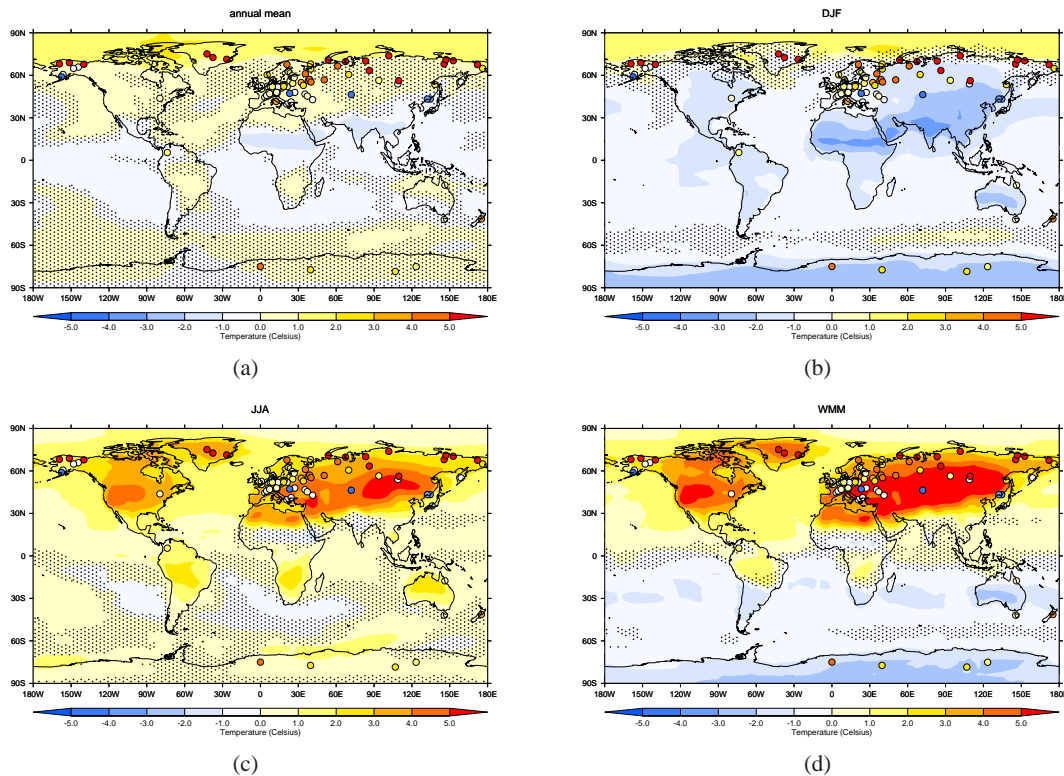 annual mean
90N
60N
30N
0
30S
60S
90S
180W 150W 120W 90W 60W 30W 0 30E 60E 90E 120E 150E 180E
-5.0 -4.0 -3.0 -2.0 -1.0 0.0 1.0 2.0 3.0 4.0 5.0
Temperature (Celsius)
(a)
DJF
90N
60N
30N
0
30S
60S
90S
180W 150W 120W 90W 60W 30W 0 30E 60E 90E 120E 150E 180E
-5.0 -4.0 -3.0 -2.0 -1.0 0.0 1.0 2.0 3.0 4.0 5.0
Temperature (Celsius)
(b)
JJA
90N
60N
30N
0
30S
60S
90S
180W 150W 120W 90W 60W 30W 0 30E 60E 90E 120E 150E 180E
-5.0 -4.0 -3.0 -2.0 -1.0 0.0 1.0 2.0 3.0 4.0 5.0
Temperature (Celsius)
(c)
WMM
90N
60N
30N
0
30S
60S
90S
180W 150W 120W 90W 60W 30W 0 30E 60E 90E 120E 150E 180E
-5.0 -4.0 -3.0 -2.0 -1.0 0.0 1.0 2.0 3.0 4.0 5.0
Temperature (Celsius)
(d)